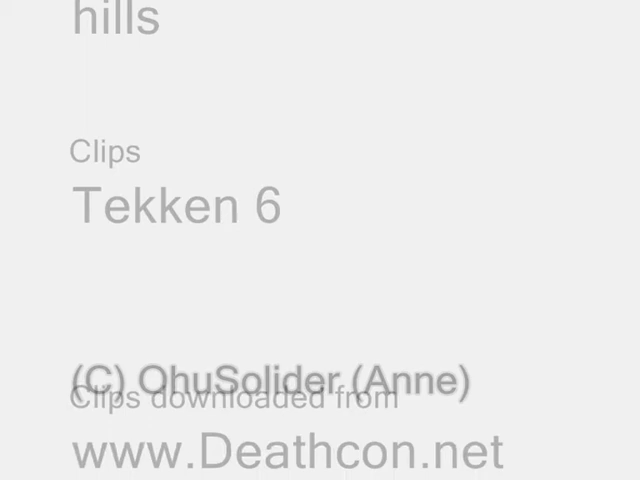 hills
Clips
Tekken 6
(C) OhuSolider (Anne)
Clips downloaded from
www.Deathcon.net